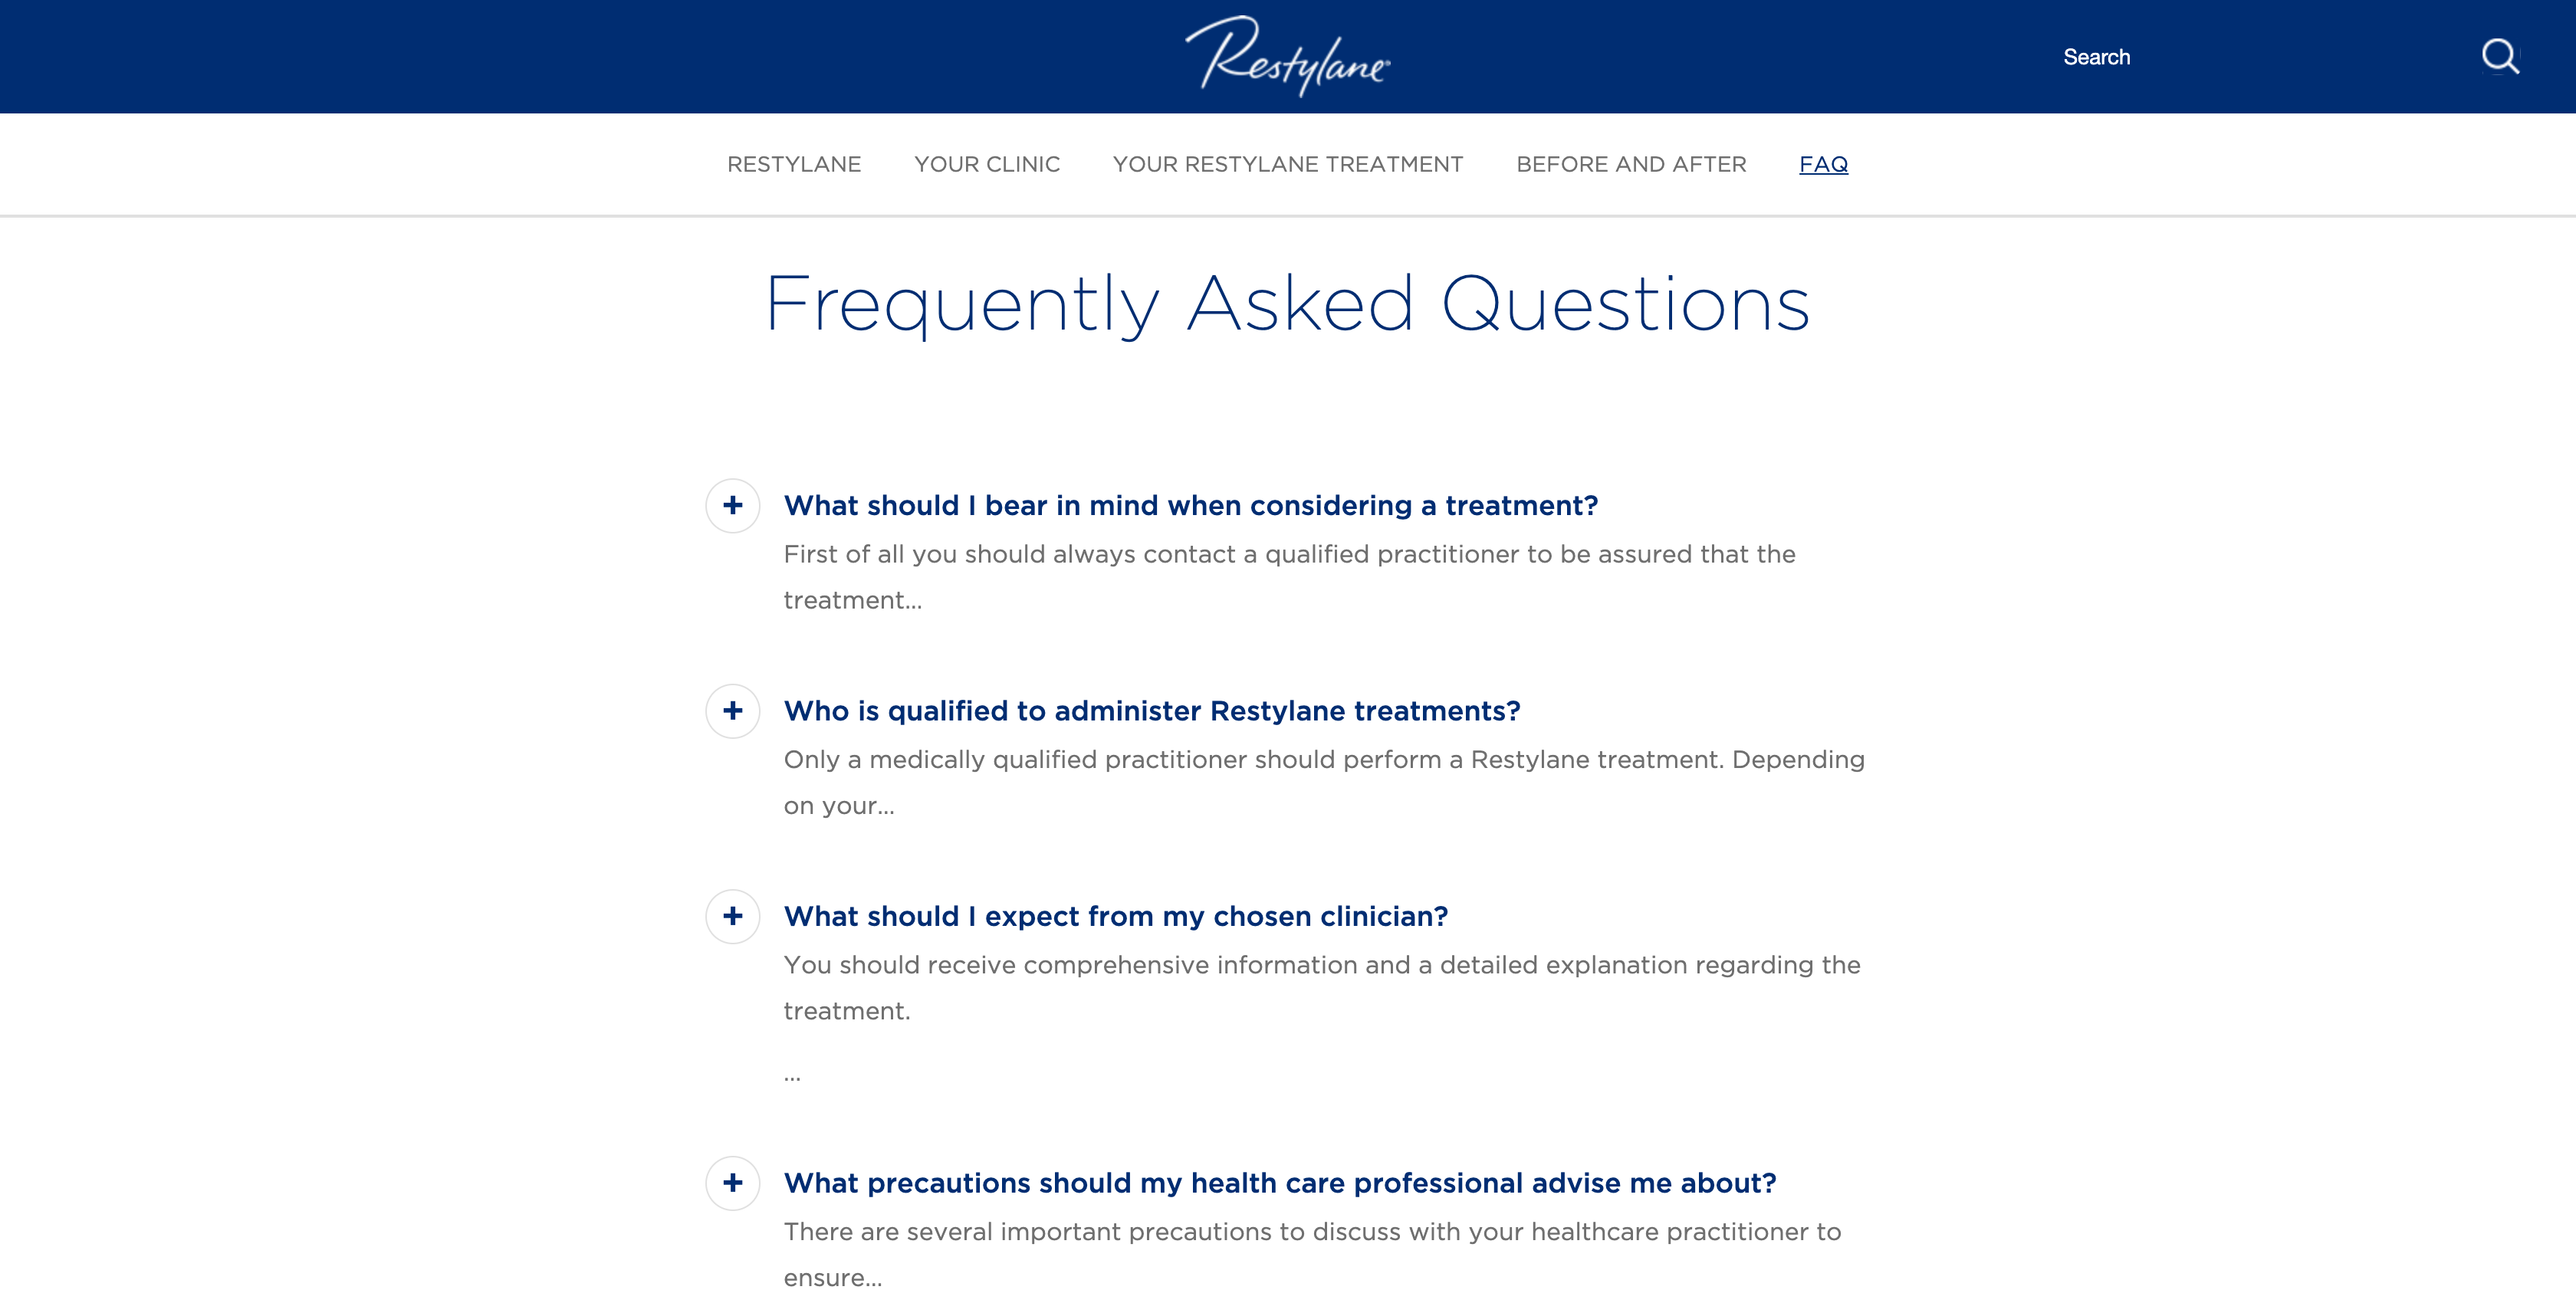 Restylane
Search
RESTYLANE
YOUR CLINIC
YOUR RESTYLANE TREATMENT
BEFORE AND AFTER
FAQ
Frequently Asked Questions
What should I bear in mind when considering a treatment?
First of all you should always contact a qualified practitioner to be assured that the
treatment...
Who is qualified to administer Restylane treatments?
Only a medically qualified practitioner should perform a Restylane treatment. Depending
on your...
What should I expect from my chosen clinician?
You should receive comprehensive information and a detailed explanation regarding the
treatment.
...
What precautions should my health care professional advise me about?
There are several important precautions to discuss with your healthcare practitioner to
ensure...